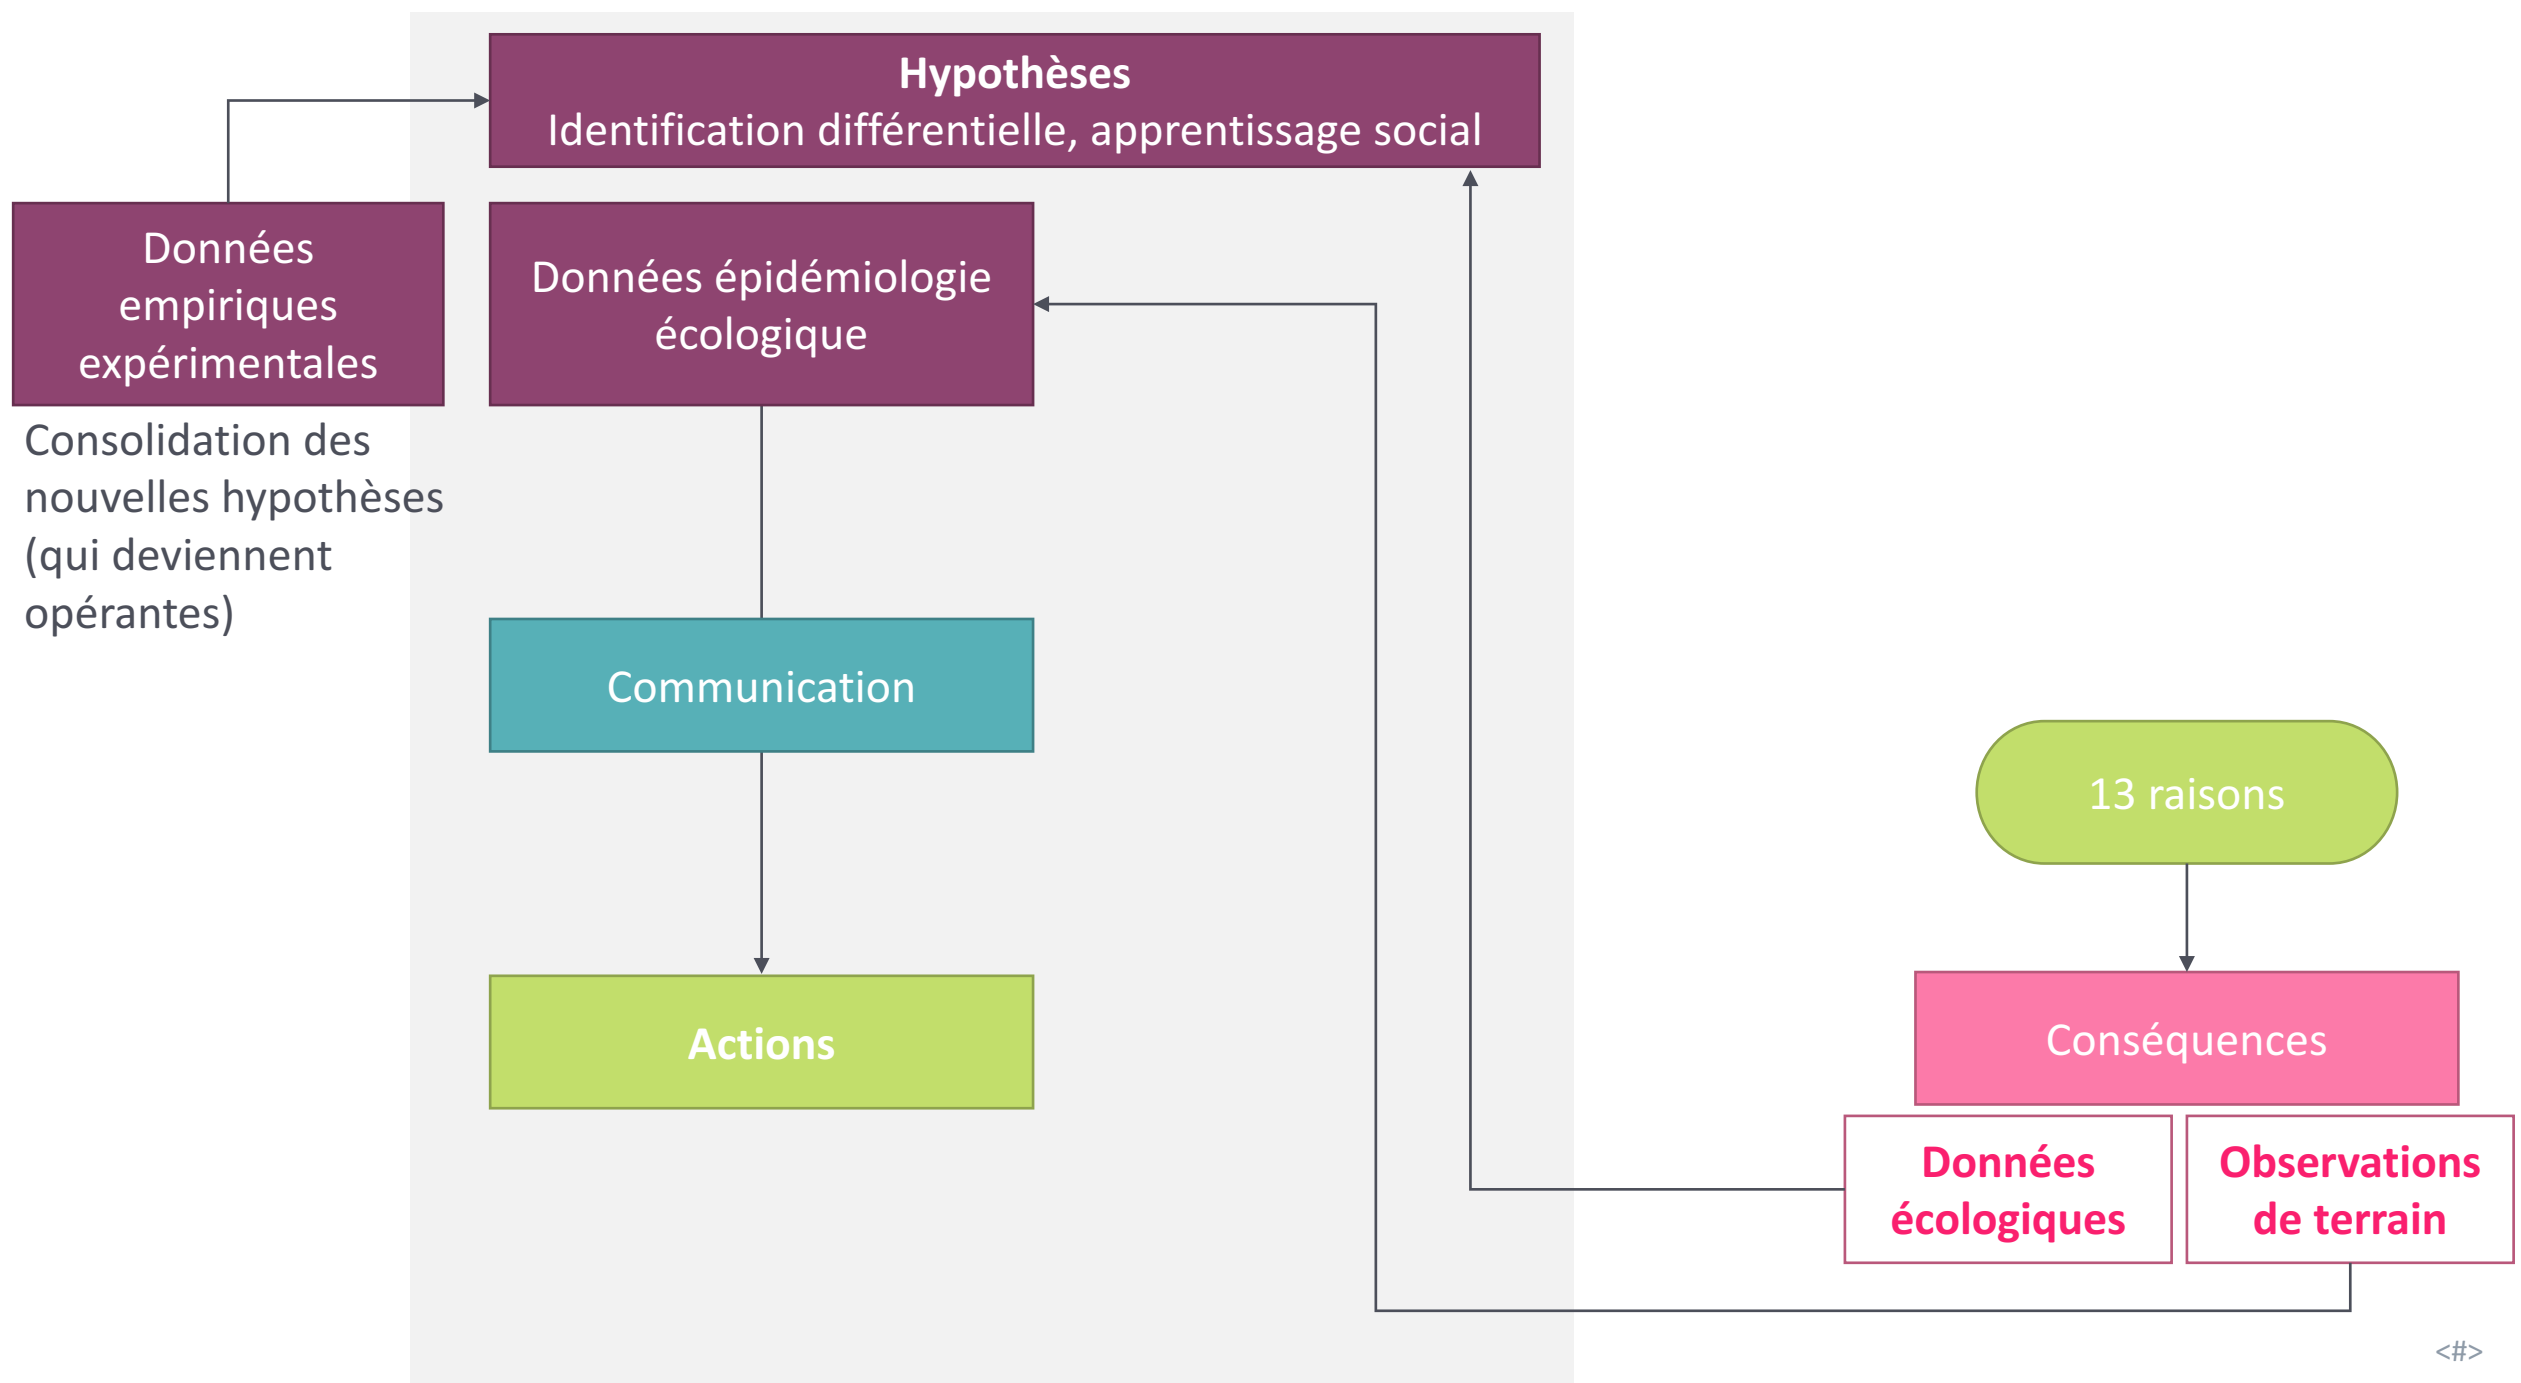 Hypothèses
Identification différentielle, apprentissage social
Données
empiriques
expérimentales
Données épidémiologie
écologique
Consolidation des
nouvelles hypothèses
(qui deviennent
opérantes)
Communication
13 raisons
Actions
Conséquences
Données
écologiques
Observations
de terrain
<#>